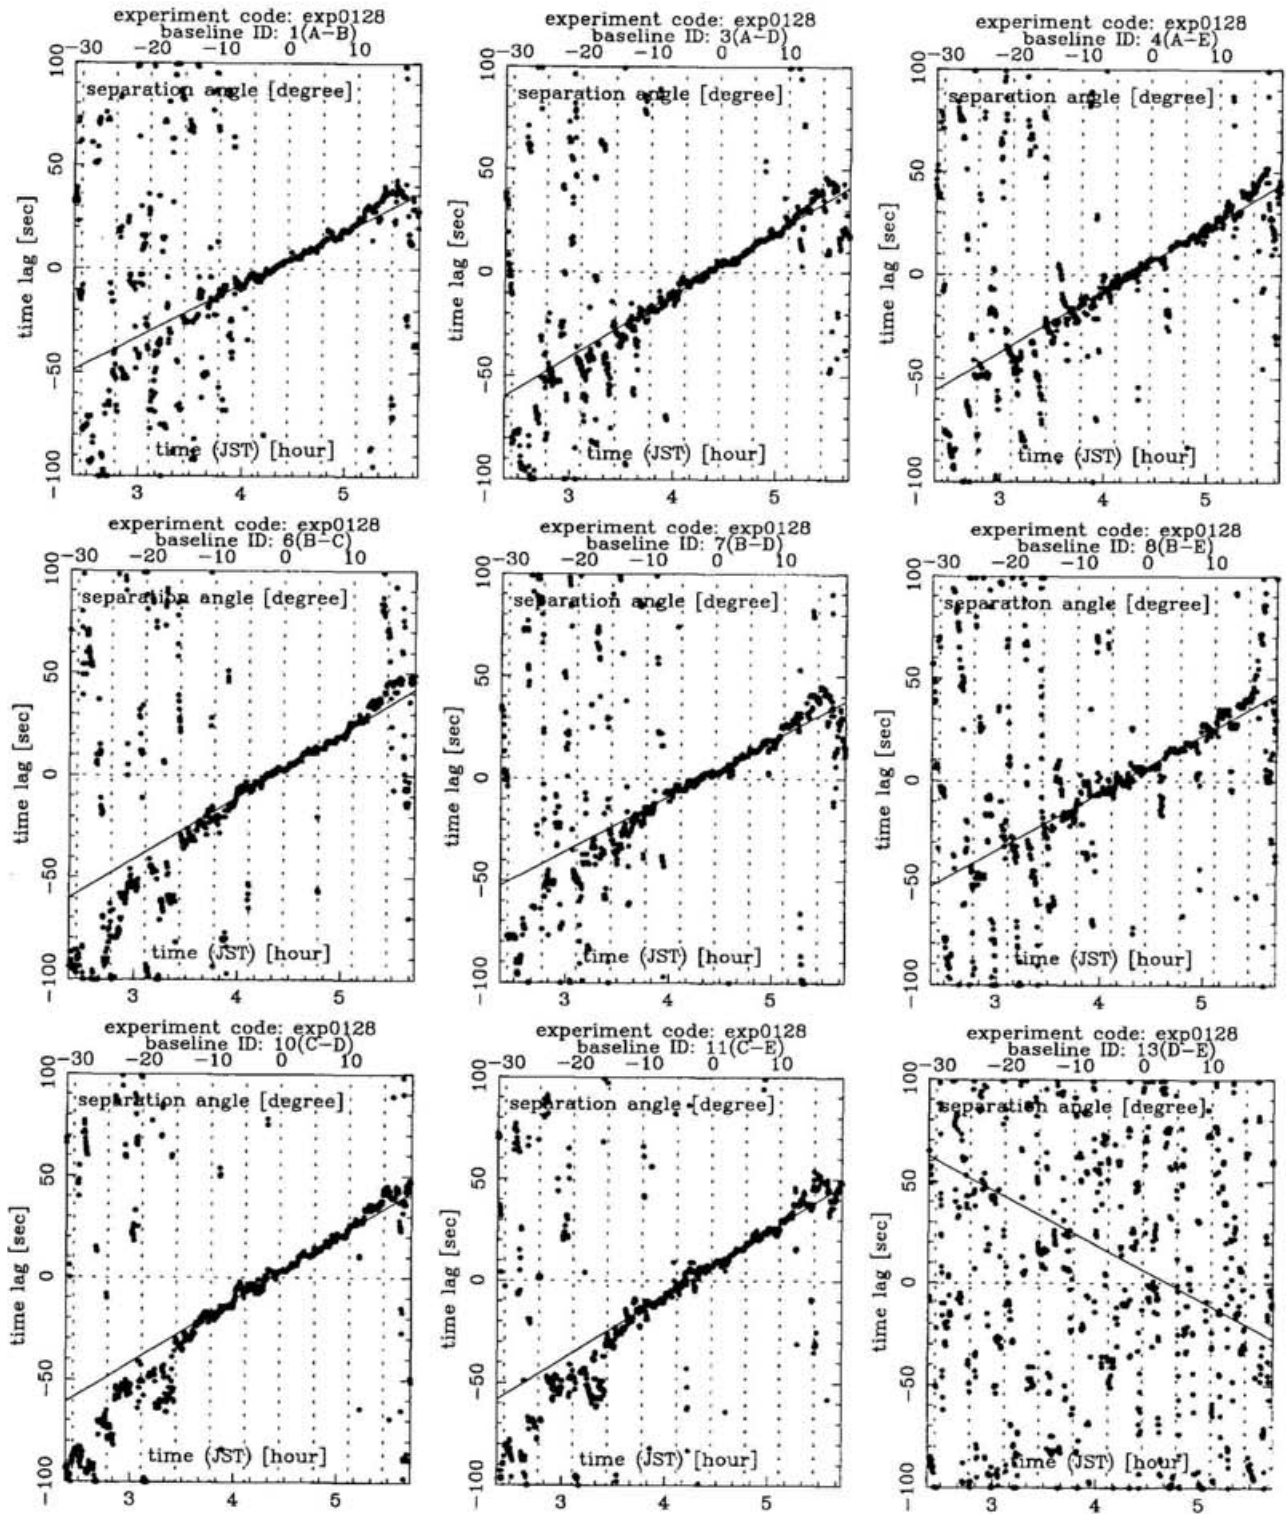 experiment code: exp0128
baseline ID: 1(A-B)
-30 -20 -10 0 10
separation angle [degree]
100
50
0
-50
-100
time lag [sec]
time (JST) [hour]
3 4 5
experiment code: exp0128
baseline ID: 3(A-D)
-30 -20 -10 0 10
separation angle [degree]
100
50
0
-50
-100
time lag [sec]
time (JST) [hour]
3 4 5
experiment code: exp0128
baseline ID: 4(A-E)
-30 -20 -10 0 10
separation angle [degree]
100
50
0
-50
-100
time lag [sec]
time (JST) [hour]
3 4 5
experiment code: exp0128
baseline ID: 6(B-C)
-30 -20 -10 0 10
separation angle [degree]
100
50
0
-50
-100
time lag [sec]
time (JST) [hour]
3 4 5
experiment code: exp0128
baseline ID: 7(B-D)
-30 -20 -10 0 10
separation angle [degree]
100
50
0
-50
-100
time lag [sec]
time (JST) [hour]
3 4 5
experiment code: exp0128
baseline ID: 8(B-E)
-30 -20 -10 0 10
separation angle [degree]
100
50
0
-50
-100
time lag [sec]
time (JST) [hour]
3 4 5
experiment code: exp0128
baseline ID: 10(C-D)
-30 -20 -10 0 10
separation angle [degree]
100
50
0
-50
-100
time lag [sec]
time (JST) [hour]
3 4 5
experiment code: exp0128
baseline ID: 11(C-E)
-30 -20 -10 0 10
separation angle [degree]
100
50
0
-50
-100
time lag [sec]
time (JST) [hour]
3 4 5
experiment code: exp0128
baseline ID: 13(D-E)
-30 -20 -10 0 10
separation angle [degree]
100
50
0
-50
-100
time lag [sec]
time (JST) [hour]
3 4 5